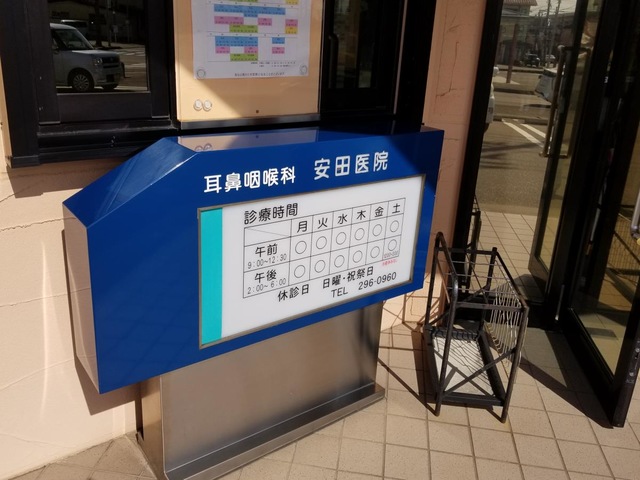 耳鼻咽喉科 安田医院
診療時間
月 火 水 木 金 土
午前 9:00〜12:30 ○ ○ ○ ○ ○ ○
午後 2:00〜6:00 ○ ○ ○ ○ ○
休診日 日曜・祝祭日
TEL 296-0960